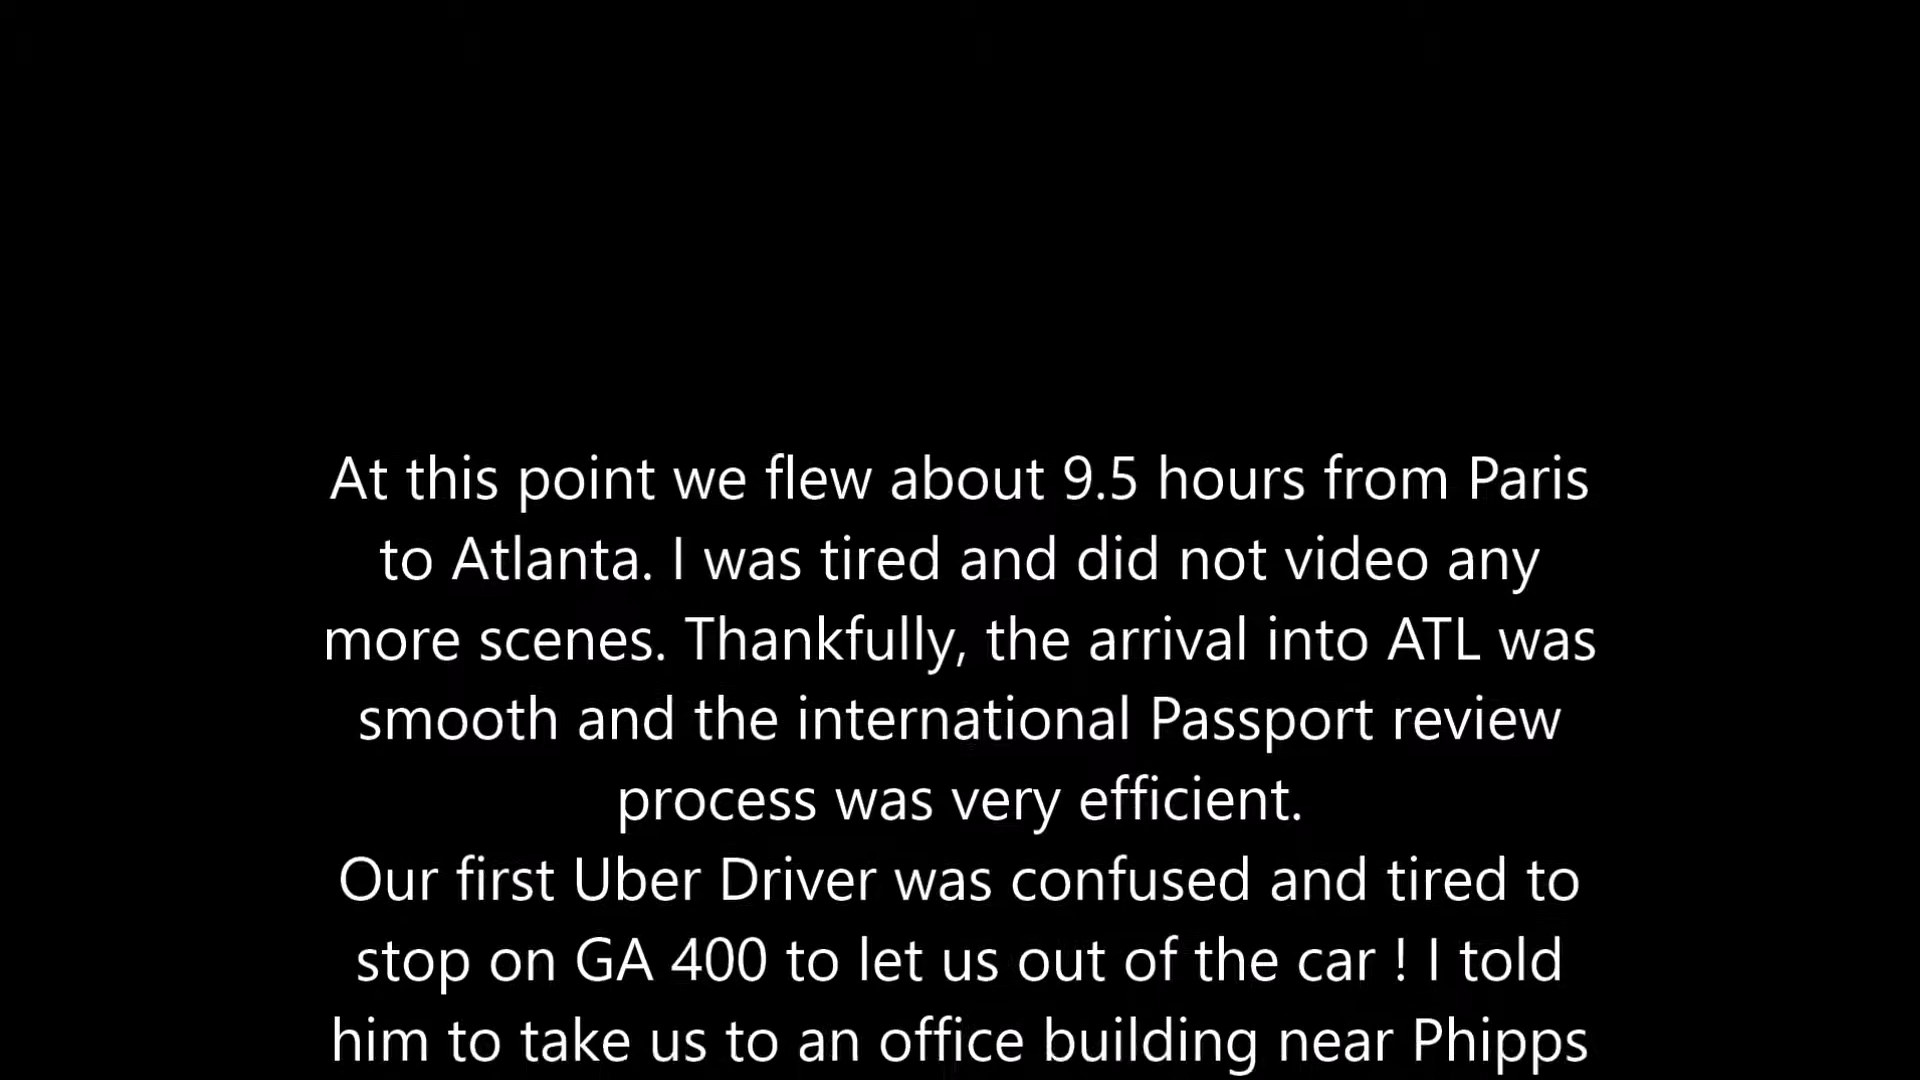 At this point we flew about 9.5 hours from Paris
to Atlanta. I was tired and did not video any
more scenes. Thankfully, the arrival into ATL was
smooth and the international Passport review
process was very efficient.
Our first Uber Driver was confused and tired to
stop on GA 400 to let us out of the car ! I told
him to take us to an office building near Phipps